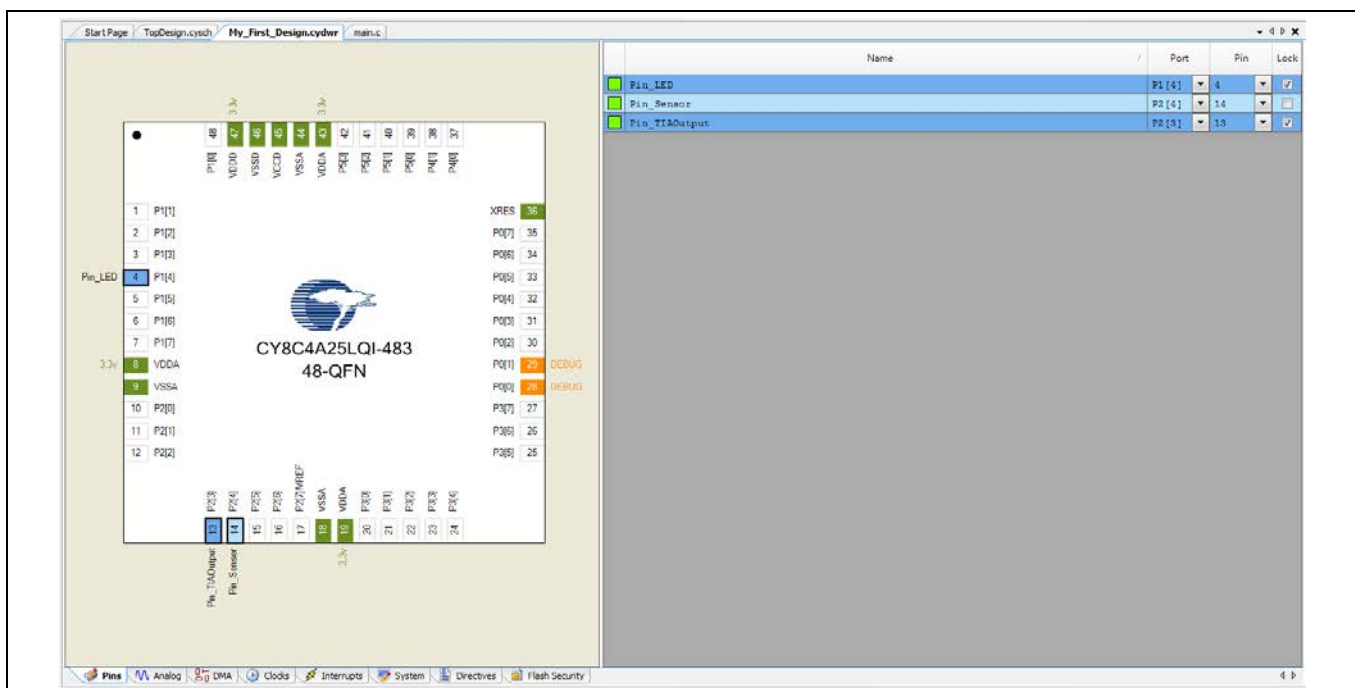 Start Page TopDesign.cysch My_First_Design.cydwr main.c
Name / Port Pin Lock
Pin_LED P1[4] 4
Pin_Sensor P2[4] 14
Pin_TIAOutput P2[3] 13
3.3v 3.3v
48 47 46 45 44 43 42 41 40 39 38 37
P1[0] VDDD VSSD VCCD VSSA VDDA P5[3] P5[2] P5[1] P5[0] P4[1] P4[0]
1 P1[1] XRES 36
2 P1[2] P0[7] 35
3 P1[3] P0[6] 34
Pin_LED 4 P1[4] P0[5] 33
5 P1[5] P0[4] 32
6 P1[6] P0[3] 31
7 P1[7] P0[2] 30
CY8C4A25LQI-483
3.3v 8 VDDA P0[1] 29 DEBUG
48-QFN
9 VSSA P0[0] 28 DEBUG
10 P2[0] P3[7] 27
11 P2[1] P3[6] 26
12 P2[2] P3[5] 25
P2[3] P2[4] P2[5] P2[6] P2[7]/VREF VSSA VDDA P3[0] P3[1] P3[2] P3[3] P3[4]
13 14 15 16 17 18 19 20 21 22 23 24
Pin_TIAOutput Pin_Sensor 3.3v
Pins Analog DMA Clocks Interrupts System Directives Flash Security